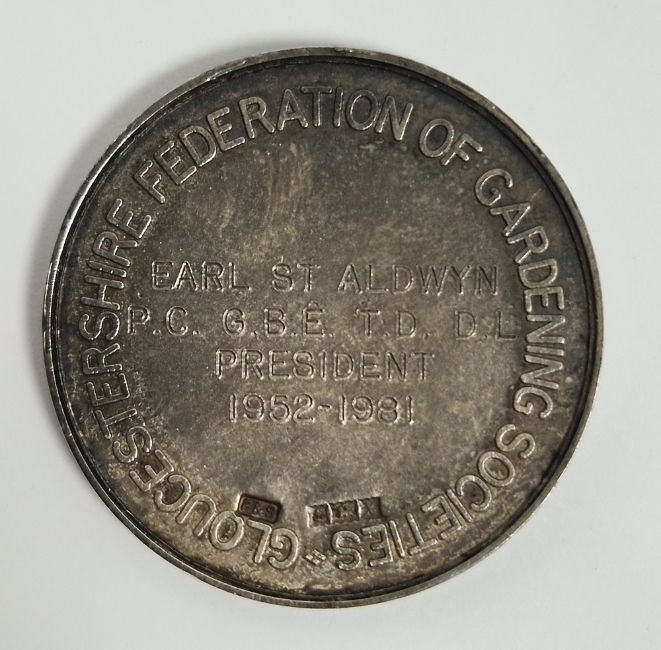 GLOUCESTERSHIRE FEDERATION OF GARDENING SOCIETIES
EARL ST ALDWYN
P.C. G.B.E. T.D. D.L
PRESIDENT
1952-1981